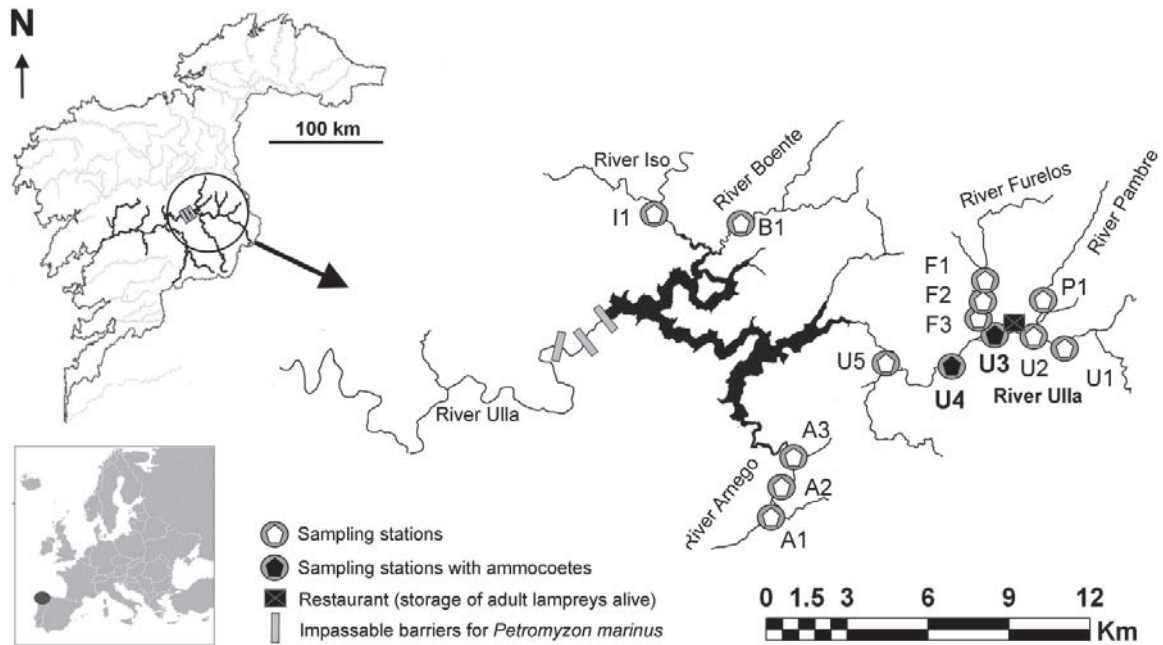 N
100 km
River Iso
River Boente
River Furelos
River Pambre
I1
B1
F1
F2
F3
P1
U5
U4
U3
U2
U1
River Ulla
River Ulla
A3
A2
A1
River Arnego
Sampling stations
Sampling stations with ammocoetes
Restaurant (storage of adult lampreys alive)
Impassable barriers for Petromyzon marinus
0 1.5 3 6 9 12
Km